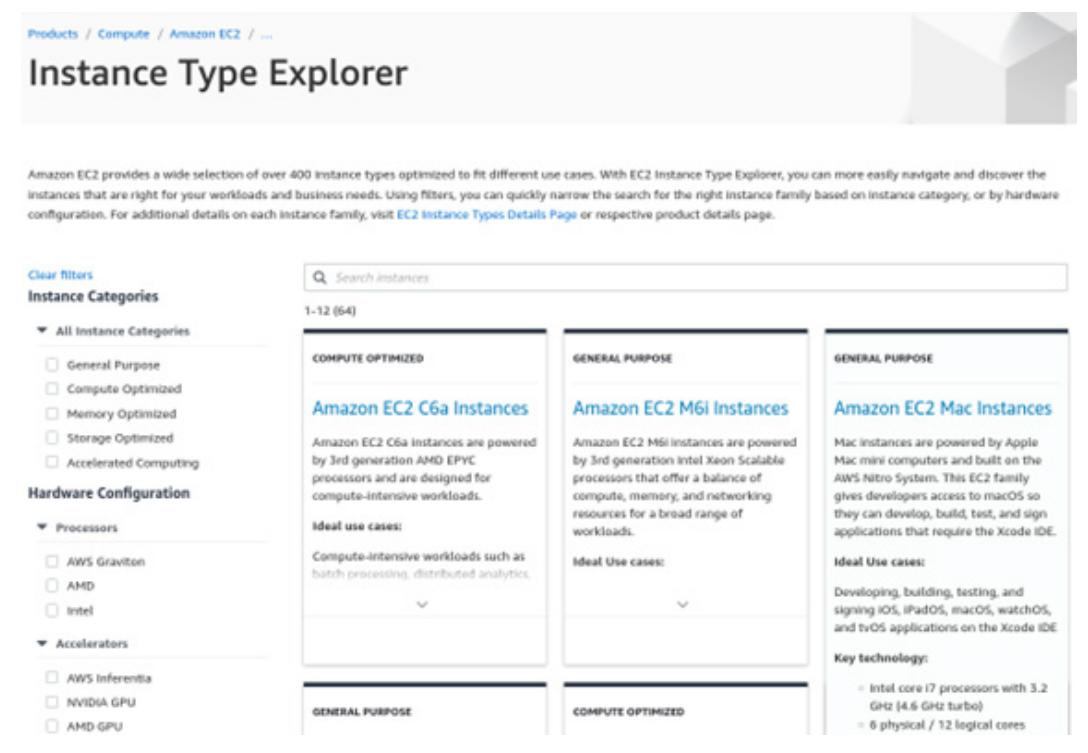 Products / Compute / Amazon EC2 / ...
Instance Type Explorer
Amazon EC2 provides a wide selection of over 400 instance types optimized to fit different use cases. With EC2 Instance Type Explorer, you can more easily navigate and discover the
instances that are right for your workloads and business needs. Using filters, you can quickly narrow the search for the right instance family based on instance category, or by hardware
configuration. For additional details on each instance family, visit EC2 Instance Types Details Page or respective product details page.
Clear filters
Instance Categories
All Instance Categories
General Purpose
Compute Optimized
Memory Optimized
Storage Optimized
Accelerated Computing
Hardware Configuration
Processors
AWS Graviton
AMD
Intel
Accelerators
AWS Inferentia
NVIDIA GPU
AMD GPU
Search instances
1-12 (64)
COMPUTE OPTIMIZED
Amazon EC2 C6a Instances
Amazon EC2 C6a instances are powered
by 3rd generation AMD EPYC
processors and are designed for
compute-intensive workloads.
Ideal use cases:
Compute-intensive workloads such as
batch processing, distributed analytics,
GENERAL PURPOSE
Amazon EC2 M6i Instances
Amazon EC2 M6i instances are powered
by 3rd generation Intel Xeon Scalable
processors that offer a balance of
compute, memory, and networking
resources for a broad range of
workloads.
Ideal Use cases:
GENERAL PURPOSE
Amazon EC2 Mac Instances
Mac instances are powered by Apple
Mac mini computers and built on the
AWS Nitro System. This EC2 family
gives developers access to macOS so
they can develop, build, test, and sign
applications that require the Xcode IDE.
Ideal Use cases:
Developing, building, testing, and
signing iOS, iPadOS, macOS, watchOS,
and tvOS applications on the Xcode IDE
Key technology:
Intel core i7 processors with 3.2
GHz (4.6 GHz turbo)
6 physical / 12 logical cores
GENERAL PURPOSE
COMPUTE OPTIMIZED